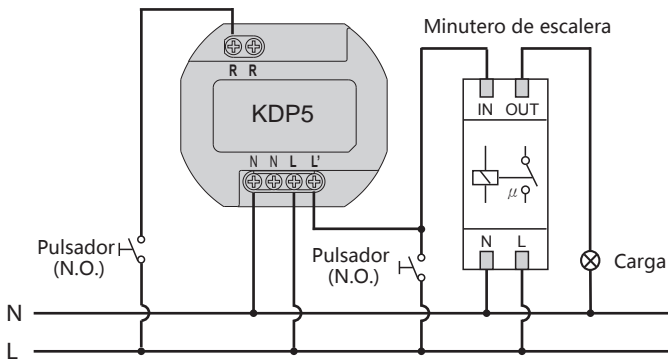 Minutero de escalera
R R
KDP5
N N L L'
IN OUT
μ
N L
Pulsador
(N.O.)
Pulsador
(N.O.)
Carga
N
L